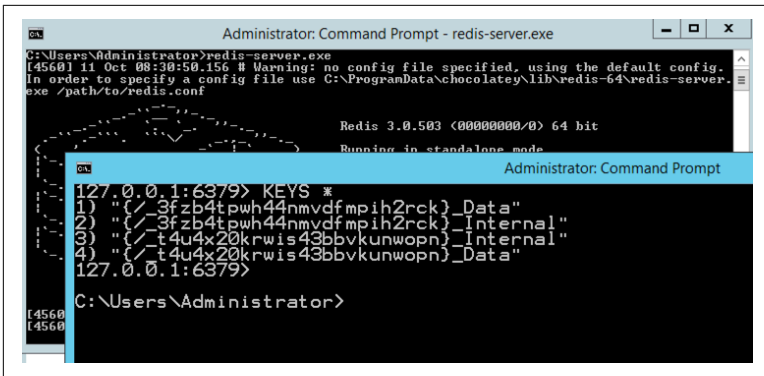 Administrator: Command Prompt - redis-server.exe
C:\Users\Administrator>redis-server.exe
[4560] 11 Oct 08:30:50.156 # Warning: no config file specified, using the default config.
In order to specify a config file use C:\ProgramData\chocolatey\lib\redis-64\redis-server.
exe /path/to/redis.conf
Redis 3.0.503 (00000000/0) 64 bit
Running in standalone mode
Administrator: Command Prompt
127.0.0.1:6379> KEYS *
1) "{/_3fzb4tpwh44nmvdfmpih2rck}_Data"
2) "{/_3fzb4tpwh44nmvdfmpih2rck}_Internal"
3) "{/_t4u4x20krwis43bbvkunwopn}_Internal"
4) "{/_t4u4x20krwis43bbvkunwopn}_Data"
127.0.0.1:6379>
C:\Users\Administrator>
[4560
[4560